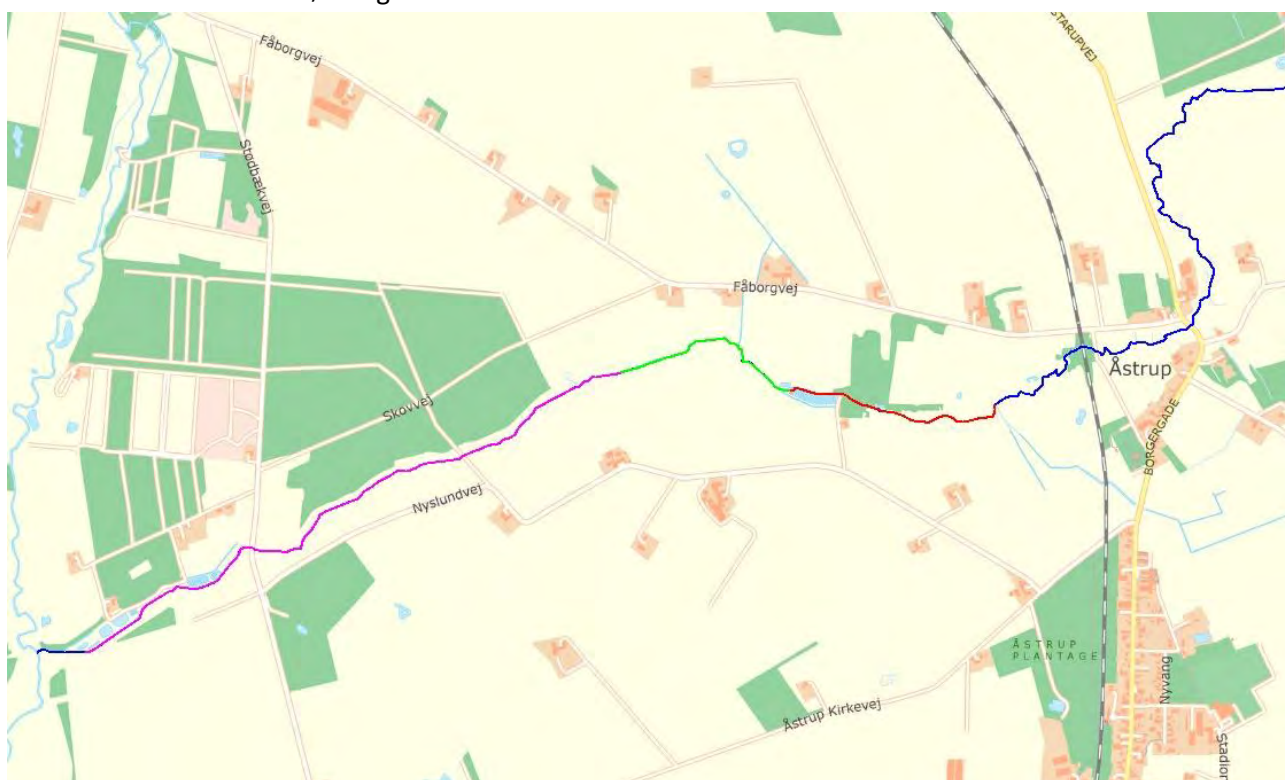 Fåborgvej
STARUPVEJ
Stødbækvej
Fåborgvej
Åstrup
Skovvej
BORGERGADE
Nyslundvej
ÅSTRUP
PLANTAGE
Nyvang
Åstrup Kirkevej